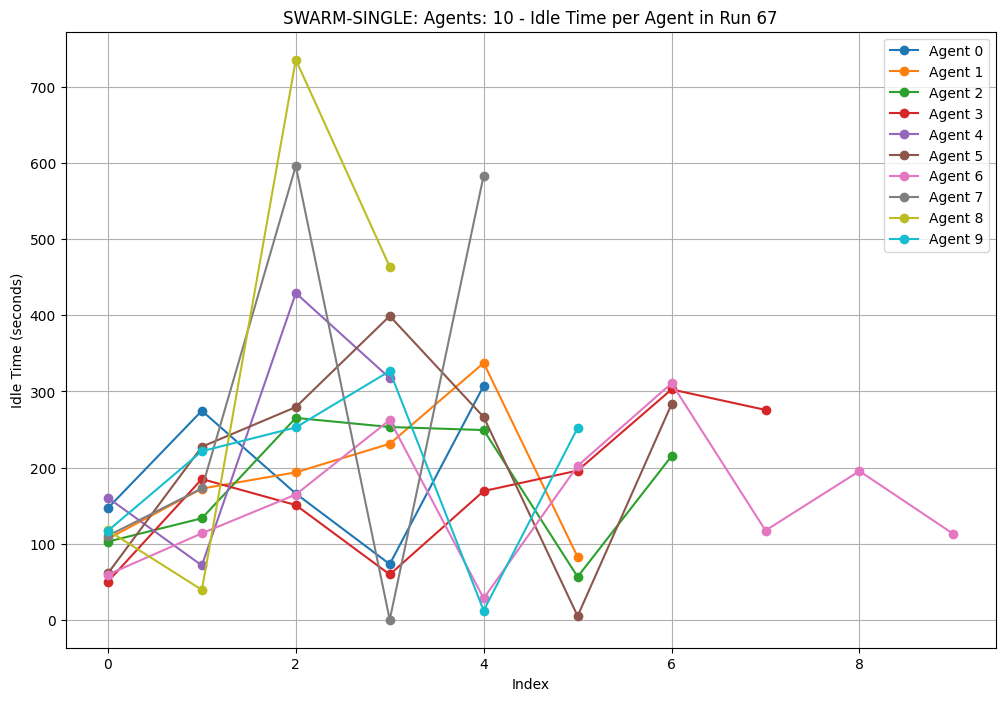 SWARM-SINGLE: Agents: 10 - Idle Time per Agent in Run 67
Idle Time (seconds)
700
600
500
400
300
200
100
0
0
2
4
6
8
Index
Agent 0
Agent 1
Agent 2
Agent 3
Agent 4
Agent 5
Agent 6
Agent 7
Agent 8
Agent 9